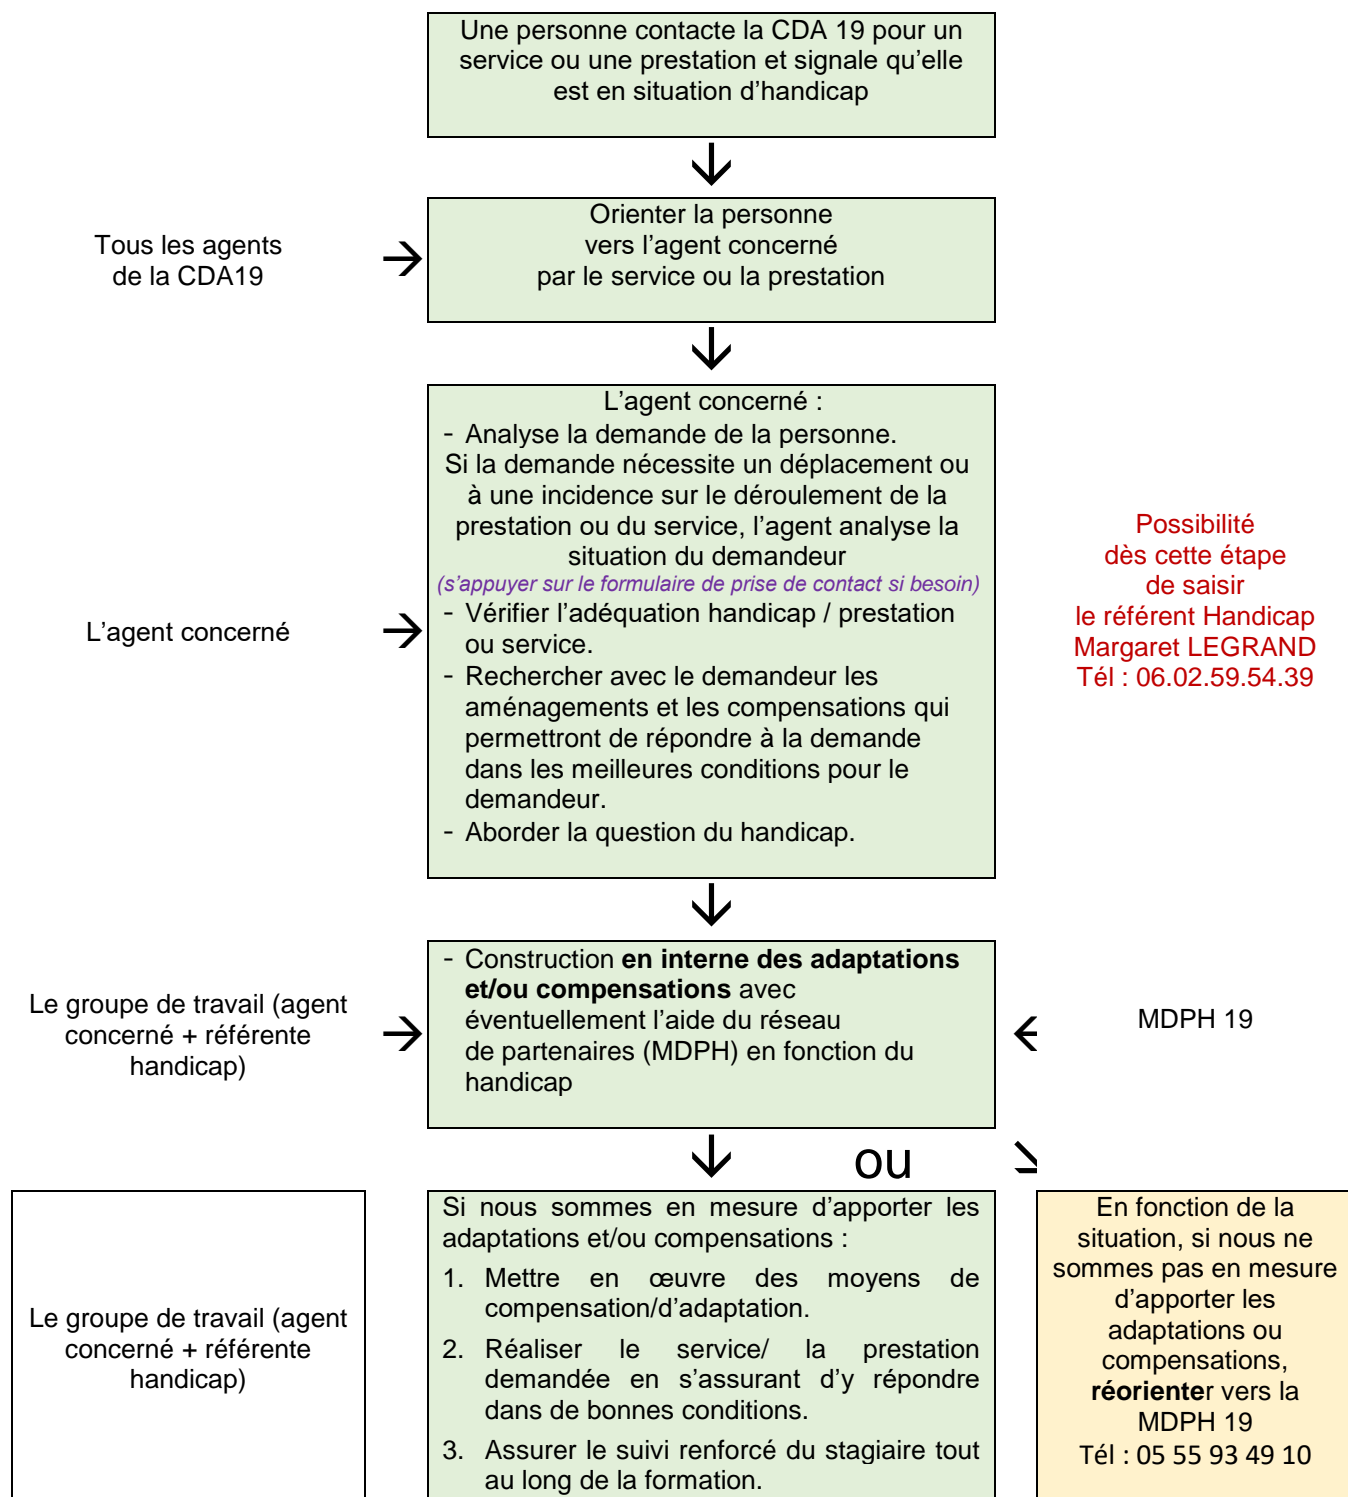 Une personne contacte la CDA 19 pour un
service ou une prestation et signale qu’elle
est en situation d’handicap
Tous les agents
de la CDA19
Orienter la personne
vers l’agent concerné
par le service ou la prestation
L’agent concerné
L’agent concerné :
- Analyse la demande de la personne.
Si la demande nécessite un déplacement ou
à une incidence sur le déroulement de la
prestation ou du service, l’agent analyse la
situation du demandeur
(s’appuyer sur le formulaire de prise de contact si besoin)
- Vérifier l’adéquation handicap / prestation
ou service.
- Rechercher avec le demandeur les
aménagements et les compensations qui
permettront de répondre à la demande
dans les meilleures conditions pour le
demandeur.
- Aborder la question du handicap.
Possibilité
dès cette étape
de saisir
le référent Handicap
Margaret LEGRAND
Tél : 06.02.59.54.39
Le groupe de travail (agent
concerné + référente
handicap)
- Construction en interne des adaptations
et/ou compensations avec
éventuellement l’aide du réseau
de partenaires (MDPH) en fonction du
handicap
MDPH 19
ou
Le groupe de travail (agent
concerné + référente
handicap)
Si nous sommes en mesure d’apporter les
adaptations et/ou compensations :
1. Mettre en œuvre des moyens de
compensation/d’adaptation.
2. Réaliser le service/ la prestation
demandée en s’assurant d’y répondre
dans de bonnes conditions.
3. Assurer le suivi renforcé du stagiaire tout
au long de la formation.
En fonction de la
situation, si nous ne
sommes pas en mesure
d’apporter les
adaptations ou
compensations,
réorienter vers la
MDPH 19
Tél : 05 55 93 49 10